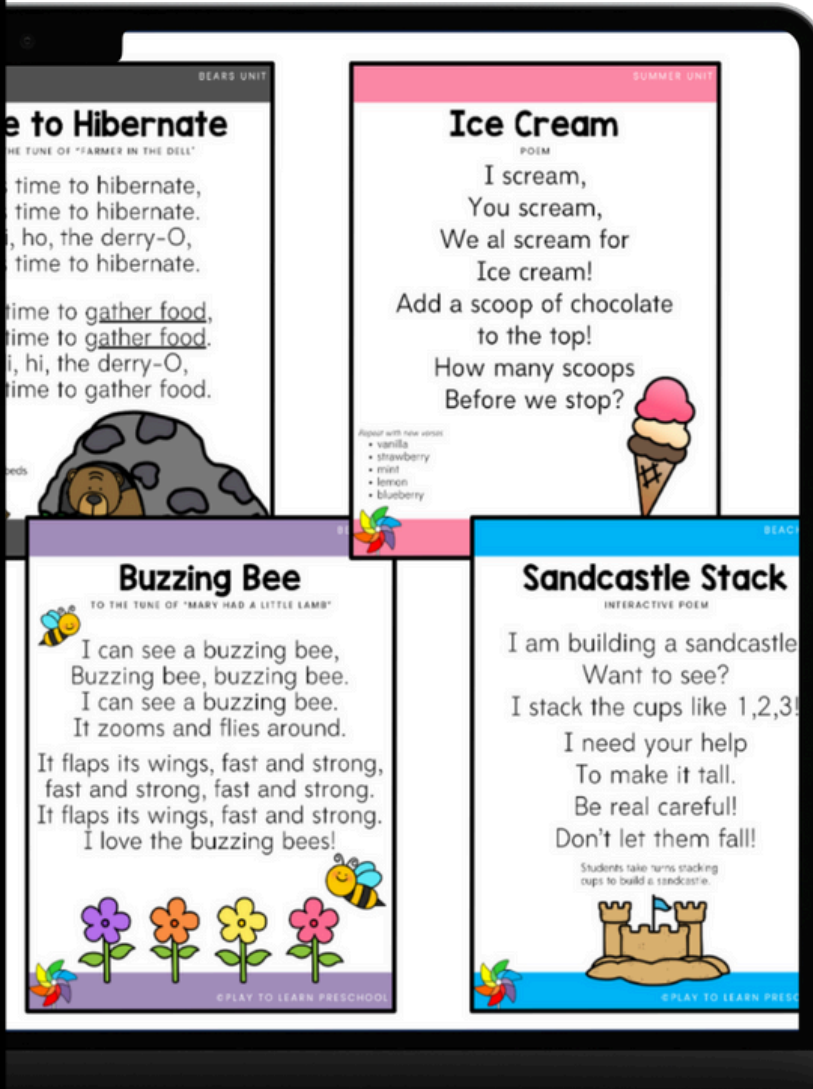 BEARS UNIT
e to Hibernate
HE TUNE OF "FARMER IN THE DELL"
time to hibernate,
time to hibernate.
, ho, the derry-O,
time to hibernate.
time to gather food,
time to gather food.
i, hi, the derry-O,
time to gather food.
eeds
SUMMER UNIT
Ice Cream
POEM
I scream,
You scream,
We al scream for
Ice cream!
Add a scoop of chocolate
to the top!
How many scoops
Before we stop?
Repeat with new verses:
• vanilla
• strawberry
• mint
• lemon
• blueberry
BE
Buzzing Bee
TO THE TUNE OF "MARY HAD A LITTLE LAMB"
I can see a buzzing bee,
Buzzing bee, buzzing bee.
I can see a buzzing bee.
It zooms and flies around.
It flaps its wings, fast and strong,
fast and strong, fast and strong.
It flaps its wings, fast and strong.
I love the buzzing bees!
©PLAY TO LEARN PRESCHOOL
BEACH
Sandcastle Stack
INTERACTIVE POEM
I am building a sandcastle
Want to see?
I stack the cups like 1,2,3!
I need your help
To make it tall.
Be real careful!
Don't let them fall!
Students take turns stacking
cups to build a sandcastle.
©PLAY TO LEARN PRESC